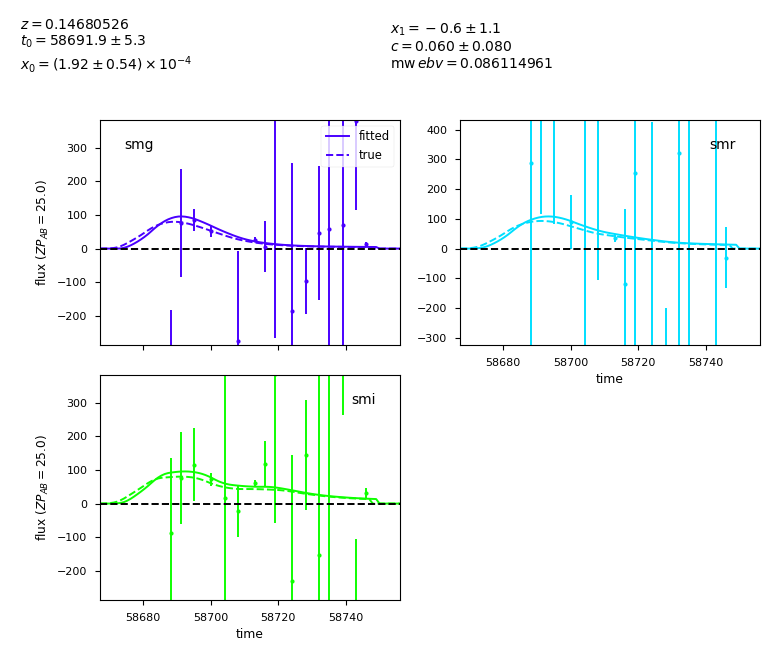 z = 0.14680526
t₀ = 58691.9 ± 5.3
x₀ = (1.92 ± 0.54) × 10⁻⁴
x₁ = −0.6 ± 1.1
c = 0.060 ± 0.080
mw ebv = 0.086114961
smg
fitted
true
300
200
100
0
−100
−200
flux (ZP_AB = 25.0)
smr
400
300
200
100
0
−100
−200
−300
58680 58700 58720 58740
time
smi
300
200
100
0
−100
−200
flux (ZP_AB = 25.0)
58680 58700 58720 58740
time